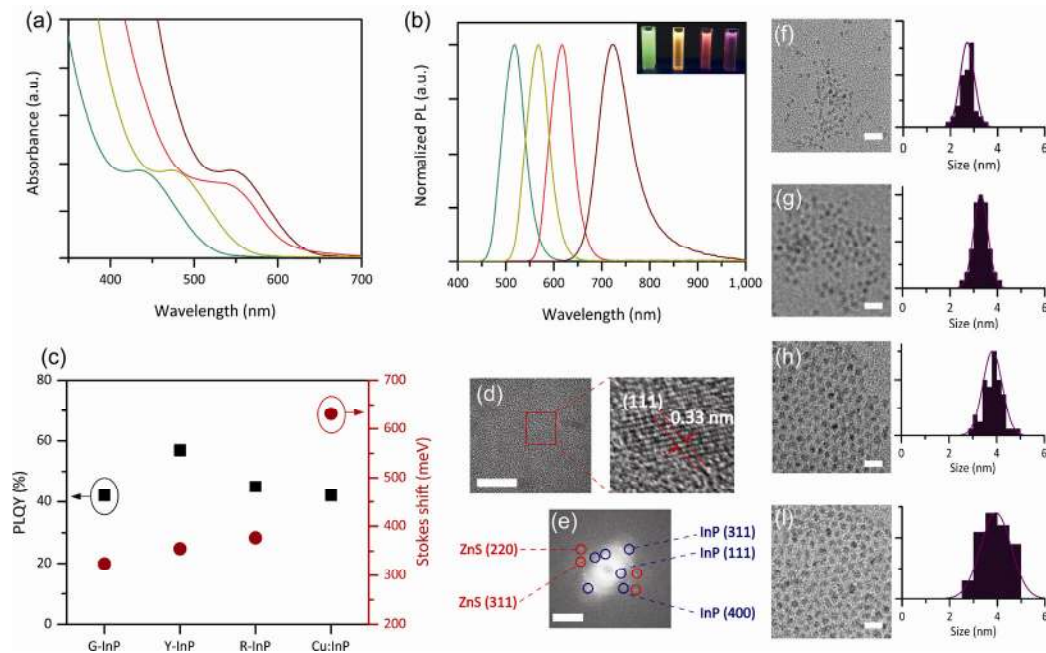 (a)
Absorbance (a.u.)
400 500 600 700
Wavelength (nm)
(b)
Normalized PL (a.u.)
400 500 600 700 800 900 1,000
Wavelength (nm)
(c)
80
60
40
20
0
PLQY (%)
700
600
500
400
300
200
Stokes shift (meV)
G-InP Y-InP R-InP Cu:InP
(d)
(111)
0.33 nm
(e)
ZnS (220)
ZnS (311)
InP (311)
InP (111)
InP (400)
(f)
0 2 4 6
Size (nm)
(g)
0 2 4 6
Size (nm)
(h)
0 2 4 6
Size (nm)
(i)
0 2 4 6
Size (nm)